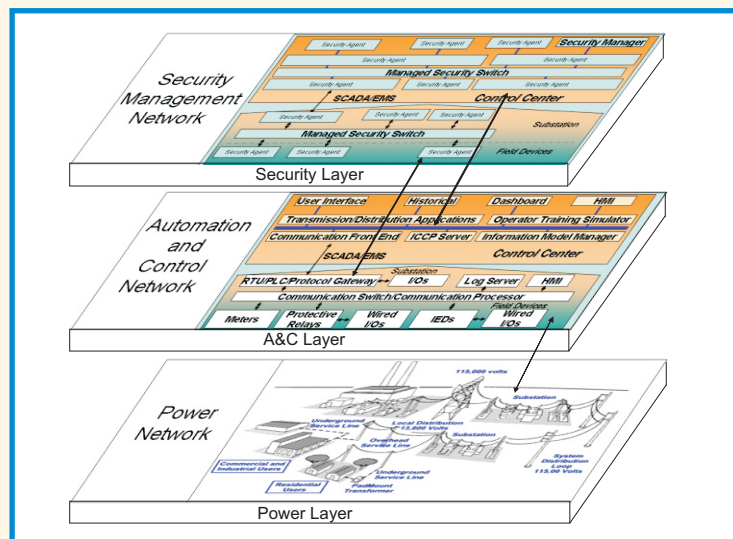 Security
Management
Network
Security Agent
Security Agent
Security Agent
Security Manager
Security Agent
Security Agent
Managed Security Switch
Security Agent
Security Agent
Security Agent
SCADA/EMS
Control Center
Security Agent
Security Agent
Security Agent
Substation
Managed Security Switch
Security Agent
Security Agent
Security Agent
Field Devices
Security Layer
Automation
and
Control
Network
User Interface
Historical
Dashboard
HMI
Transmission/Distribution Applications
Operator Training Simulator
Communication Front End
ICCP Server
Information Model Manager
SCADA/EMS
Control Center
Substation
RTU/PLC/Protocol Gateway
I/Os
Log Server
HMI
Communication Switch/Communication Processor
Field Devices
Meters
Protective
Relays
Wired
I/Os
IEDs
Wired
I/Os
A&C Layer
Power
Network
115,000 volts
Substation
Underground
Service Line
Local Distribution
13,800 Volts
Substation
Overhead
Service Line
Commercial and
Industrial Users
Underground
Service Line
Residential
Users
PadMount
Transformer
System
Distribution
Loop
115,00 Volts
Power Layer